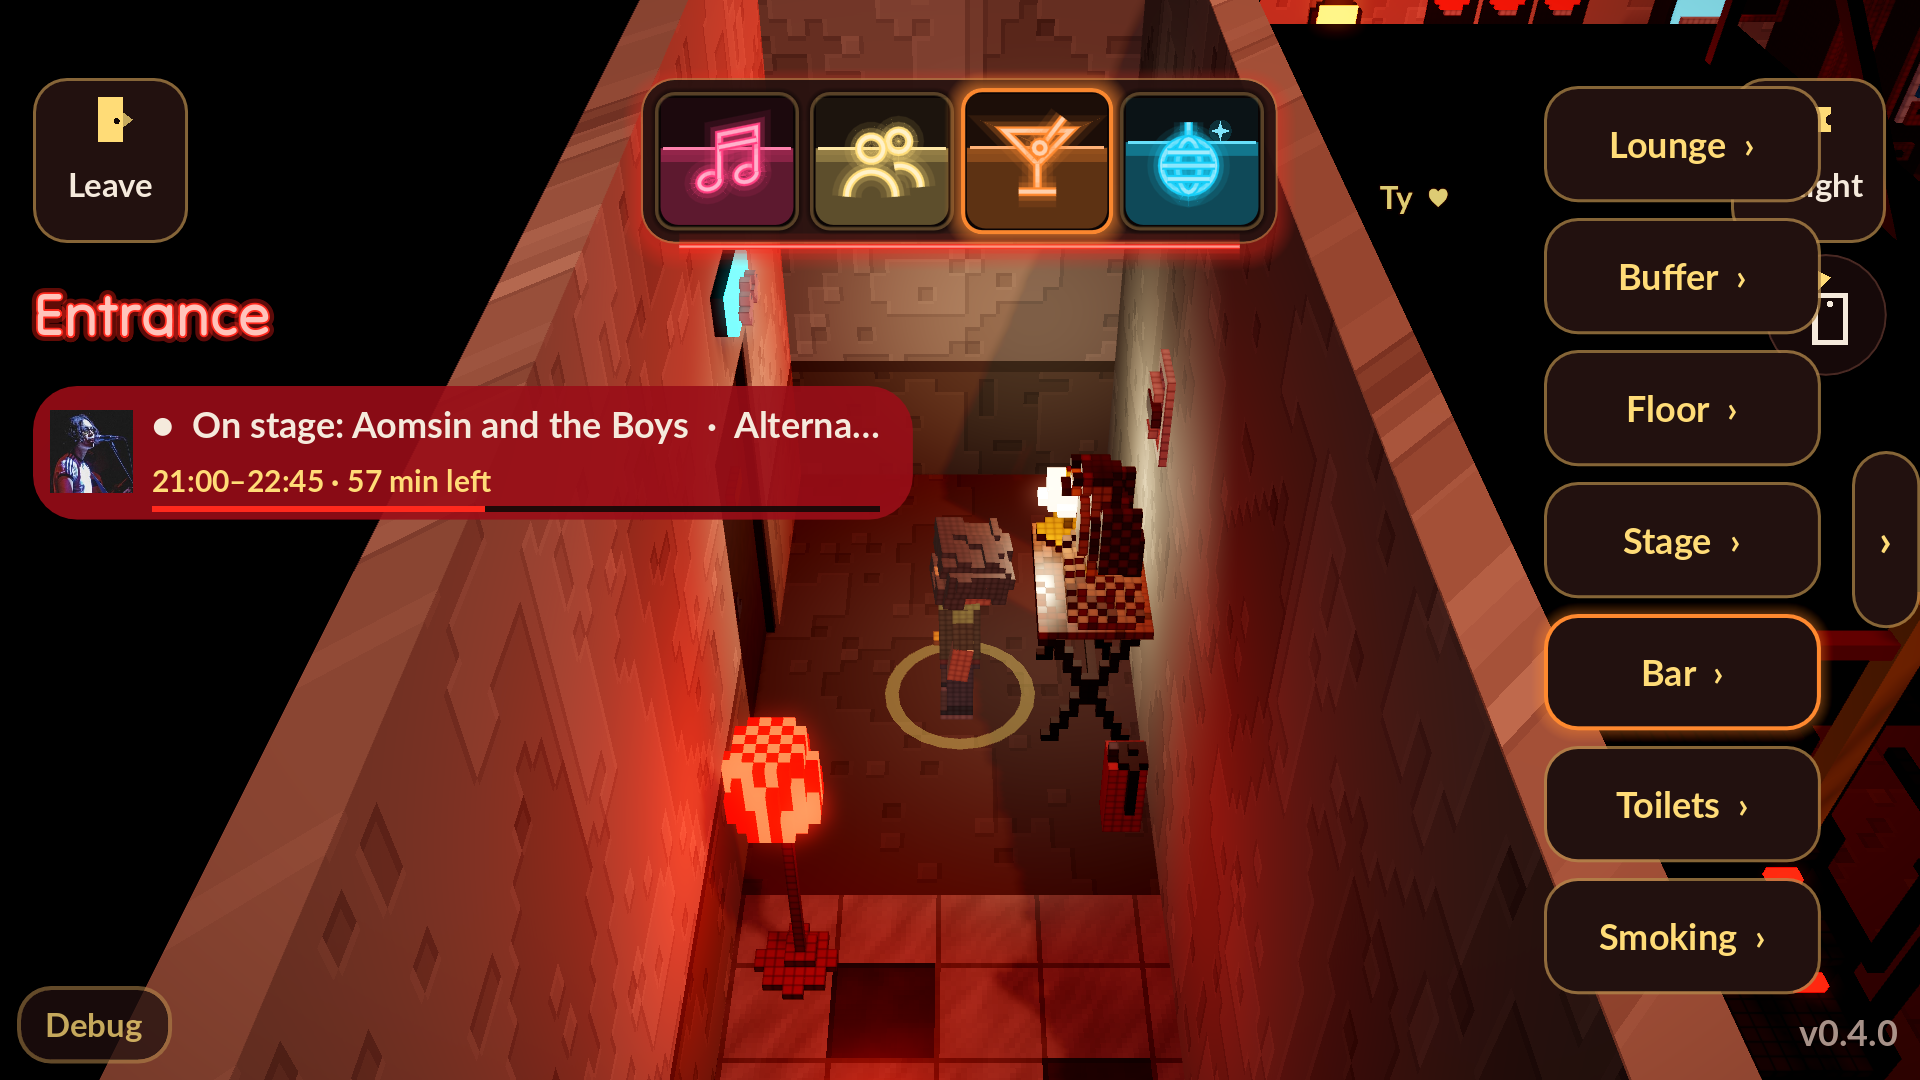 Leave
Entrance
On stage: Aomsin and the Boys · Alterna...
21:00–22:45 · 57 min left
Ty ♥
Lounge ›
ght
Buffer ›
Floor ›
Stage ›
›
Bar ›
Toilets ›
Smoking ›
Debug
v0.4.0